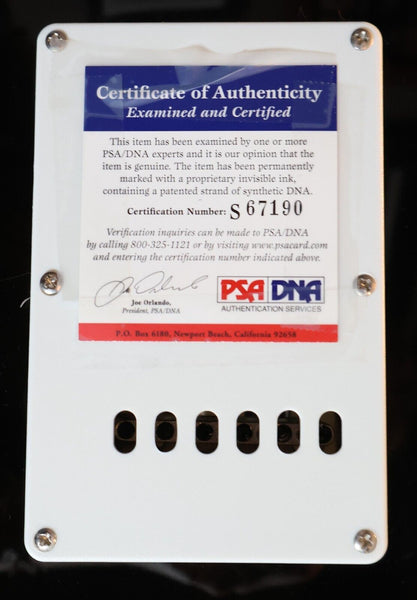 Certificate of Authenticity
Examined and Certified
This item has been examined by one or more
PSA/DNA experts and it is our opinion that the
item is genuine. The item has been permanently
marked with a proprietary invisible ink,
containing a patented strand of synthetic DNA.
Certification Number: S 67190
Verification inquiries can be made to PSA/DNA
by calling 800-325-1121 or by visiting www.psacard.com
and entering the certification number indicated above.
Joe Orlando,
President, PSA/DNA
PSA DNA
AUTHENTICATION SERVICES
P.O. Box 6180, Newport Beach, California 92658